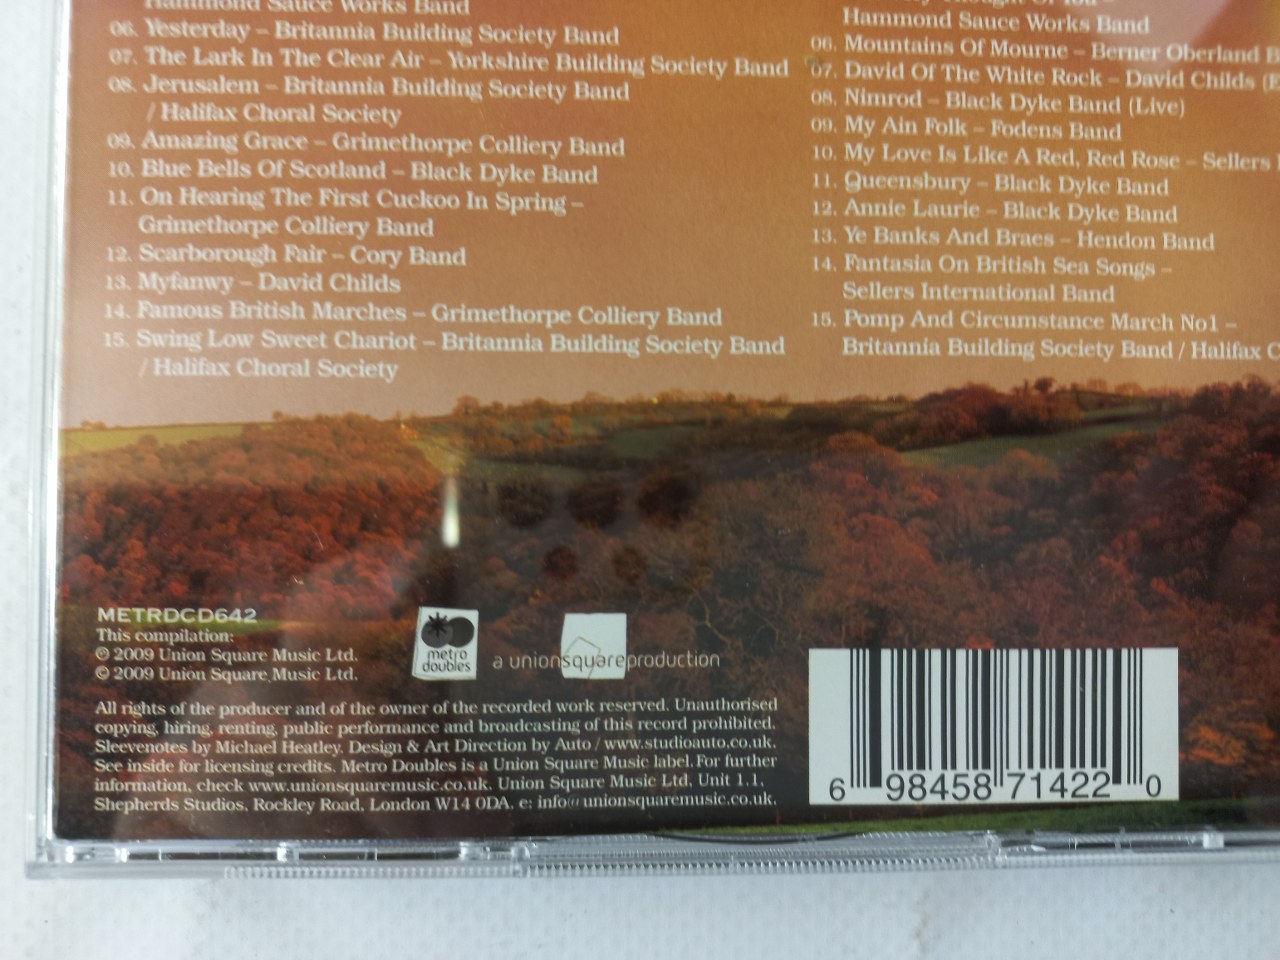 Hammond Sauce Works Band
06. Yesterday – Britannia Building Society Band
07. The Lark In The Clear Air – Yorkshire Building Society Band
08. Jerusalem – Britannia Building Society Band
/ Halifax Choral Society
09. Amazing Grace – Grimethorpe Colliery Band
10. Blue Bells Of Scotland – Black Dyke Band
11. On Hearing The First Cuckoo In Spring –
Grimethorpe Colliery Band
12. Scarborough Fair – Cory Band
13. Myfanwy – David Childs
14. Famous British Marches – Grimethorpe Colliery Band
15. Swing Low Sweet Chariot – Britannia Building Society Band
/ Halifax Choral Society
Thought Of You –
Hammond Sauce Works Band
06. Mountains Of Mourne – Berner Oberland
07. David Of The White Rock – David Childs
08. Nimrod – Black Dyke Band (Live)
09. My Ain Folk – Fodens Band
10. My Love Is Like A Red, Red Rose – Sellers
11. Queensbury – Black Dyke Band
12. Annie Laurie – Black Dyke Band
13. Ye Banks And Braes – Hendon Band
14. Fantasia On British Sea Songs –
Sellers International Band
15. Pomp And Circumstance March No1 –
Britannia Building Society Band / Halifax
METRDCD642
This compilation:
℗ 2009 Union Square Music Ltd.
© 2009 Union Square Music Ltd.
metro
doubles
a unionsquareproduction
All rights of the producer and of the owner of the recorded work reserved. Unauthorised
copying, hiring, renting, public performance and broadcasting of this record prohibited.
Sleevenotes by Michael Heatley. Design & Art Direction by Auto / www.studioauto.co.uk.
See inside for licensing credits. Metro Doubles is a Union Square Music label. For further
information, check www.unionsquaremusic.co.uk. Union Square Music Ltd, Unit 1.1,
Shepherds Studios, Rockley Road, London W14 0DA. e: info@unionsquaremusic.co.uk.
6 98458 71422 0